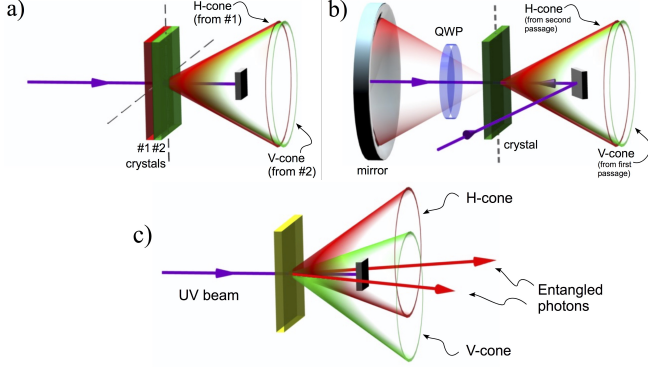 a)
H-cone
(from #1)
#1 #2
crystals
V-cone
(from #2)
b)
QWP
H-cone
(from second
passage)
mirror
crystal
V-cone
(from first
passage)
c)
H-cone
UV beam
Entangled
photons
V-cone